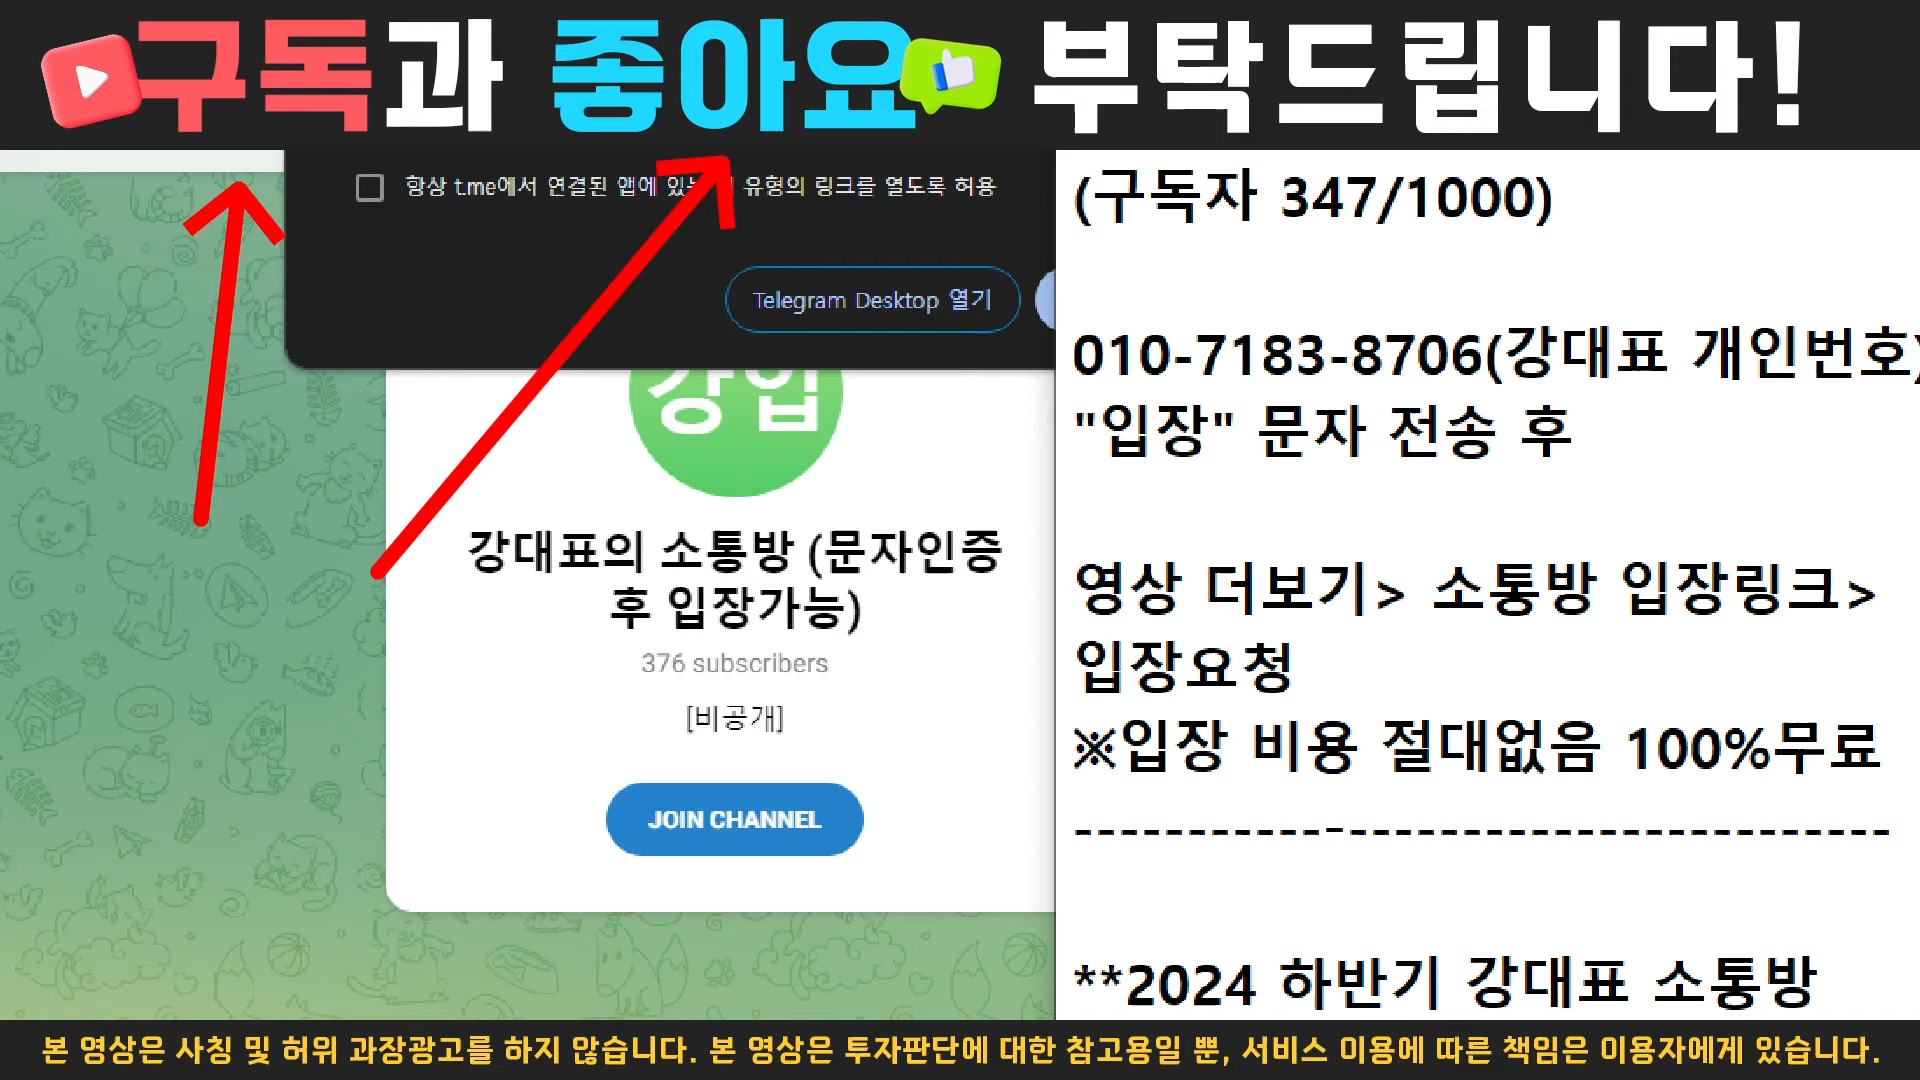 구독과 좋아요 부탁드립니다!
항상 t.me에서 연결된 앱에 있는 유형의 링크를 열도록 허용
Telegram Desktop 열기
강입
강대표의 소통방 (문자인증
후 입장가능)
376 subscribers
[비공개]
JOIN CHANNEL
(구독자 347/1000)
010-7183-8706(강대표 개인번호)
"입장" 문자 전송 후
영상 더보기> 소통방 입장링크>
입장요청
※입장 비용 절대없음 100%무료
------------------------------------
**2024 하반기 강대표 소통방
본 영상은 사칭 및 허위 과장광고를 하지 않습니다. 본 영상은 투자판단에 대한 참고용일 뿐, 서비스 이용에 따른 책임은 이용자에게 있습니다.